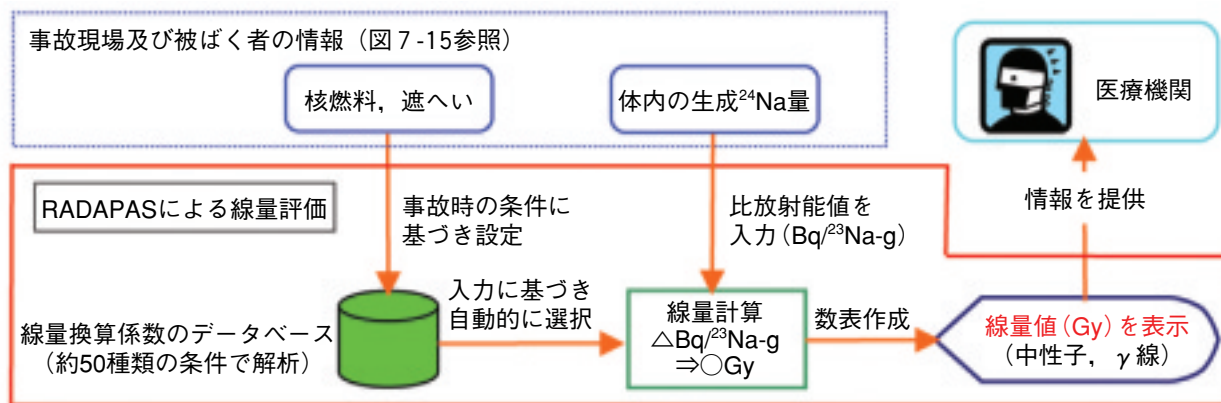 事故現場及び被ばく者の情報（図７-15参照）
核燃料，遮へい
体内の生成²⁴Na量
医療機関
RADAPASによる線量評価
事故時の条件に
基づき設定
比放射能値を
入力（Bq/²³Na-g）
情報を提供
線量換算係数のデータベース
（約50種類の条件で解析）
入力に基づき
自動的に選択
線量計算
△Bq/²³Na-g
⇒○Gy
数表作成
線量値（Gy）を表示
（中性子，γ線）